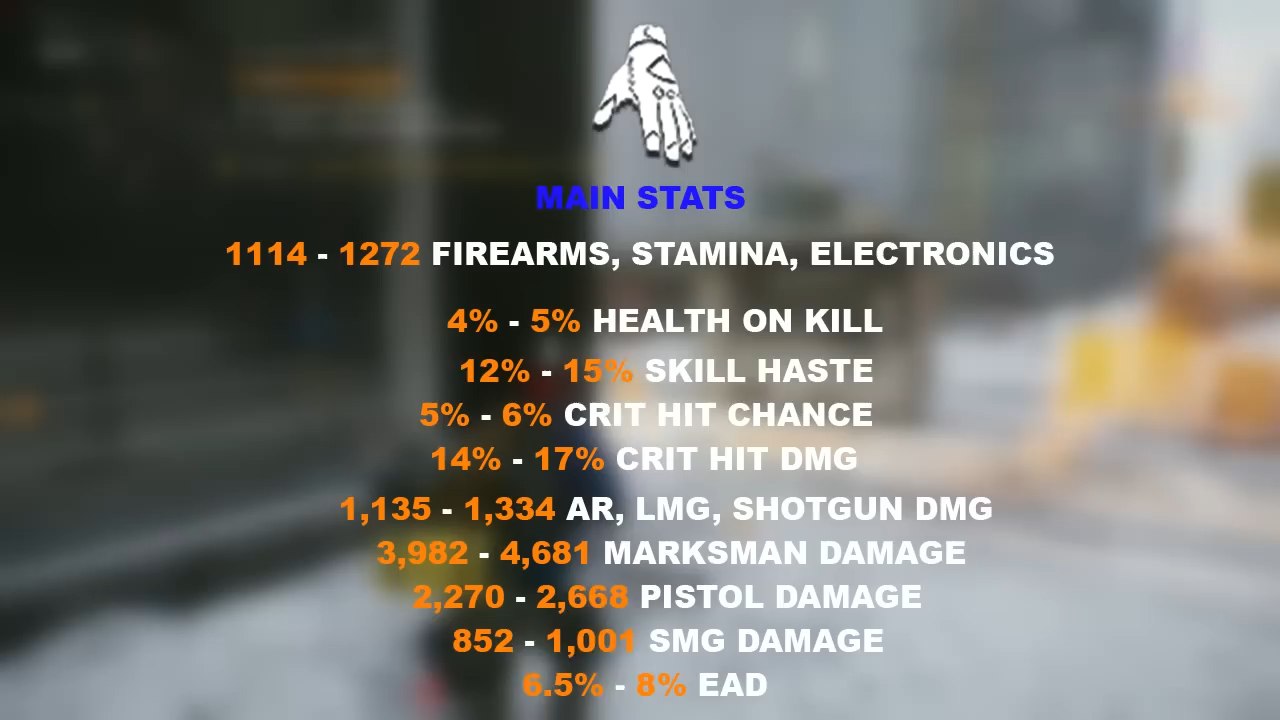 MAIN STATS
1114 - 1272 FIREARMS, STAMINA, ELECTRONICS
4% - 5% HEALTH ON KILL
12% - 15% SKILL HASTE
5% - 6% CRIT HIT CHANCE
14% - 17% CRIT HIT DMG
1,135 - 1,334 AR, LMG, SHOTGUN DMG
3,982 - 4,681 MARKSMAN DAMAGE
2,270 - 2,668 PISTOL DAMAGE
852 - 1,001 SMG DAMAGE
6.5% - 8% EAD